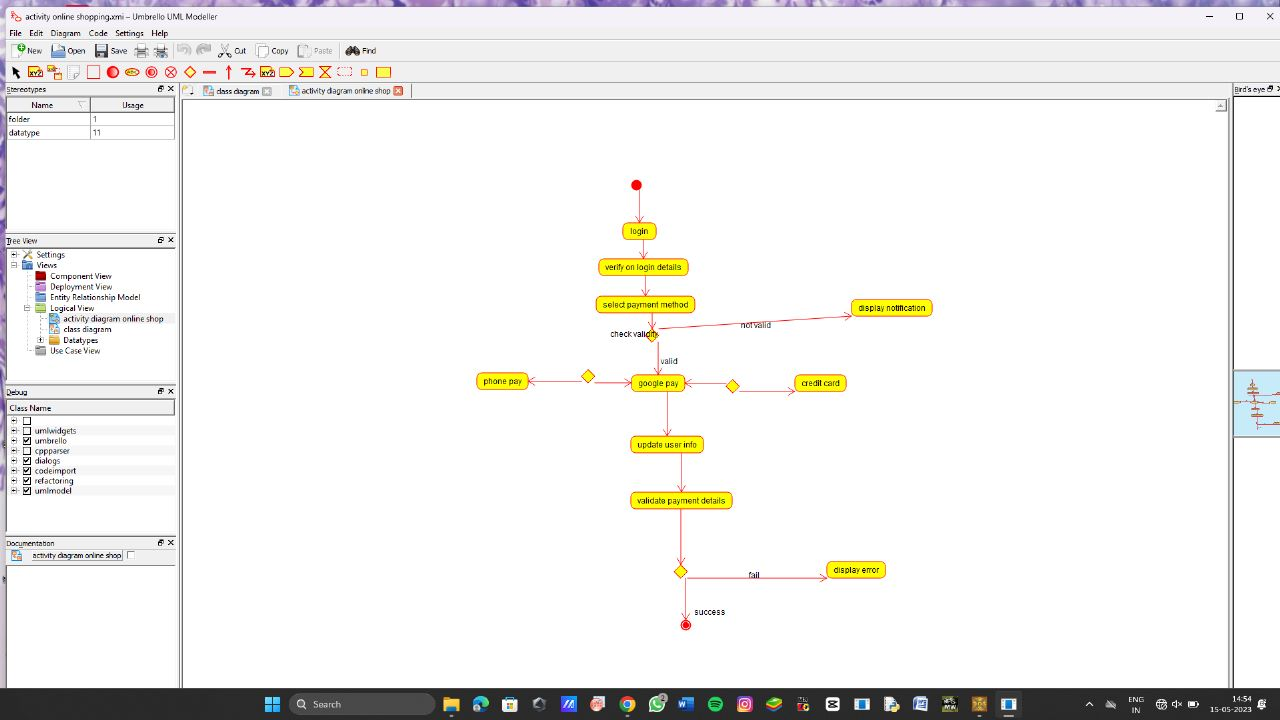 activity online shopping.xmi – Umbrello UML Modeller
File Edit Diagram Code Settings Help
New Open Save Cut Copy Paste Find
Stereotypes
Name Usage
folder 1
datatype 11
Tree View
Settings
Views
Component View
Deployment View
Entity Relationship Model
Logical View
activity diagram online shop
class diagram
Datatypes
Use Case View
Debug
Class Name
umlwidgets
umbrello
cppparser
dialogs
codeimport
refactoring
umlmodel
Documentation
activity diagram online shop
class diagram activity diagram online shop
login
verify on login details
select payment method
display notification
not valid
check validity
valid
phone pay google pay credit card
update user info
validate payment details
fail display error
success
Bird's eye
Search
2
ENG
IN
14:54
15-05-2023